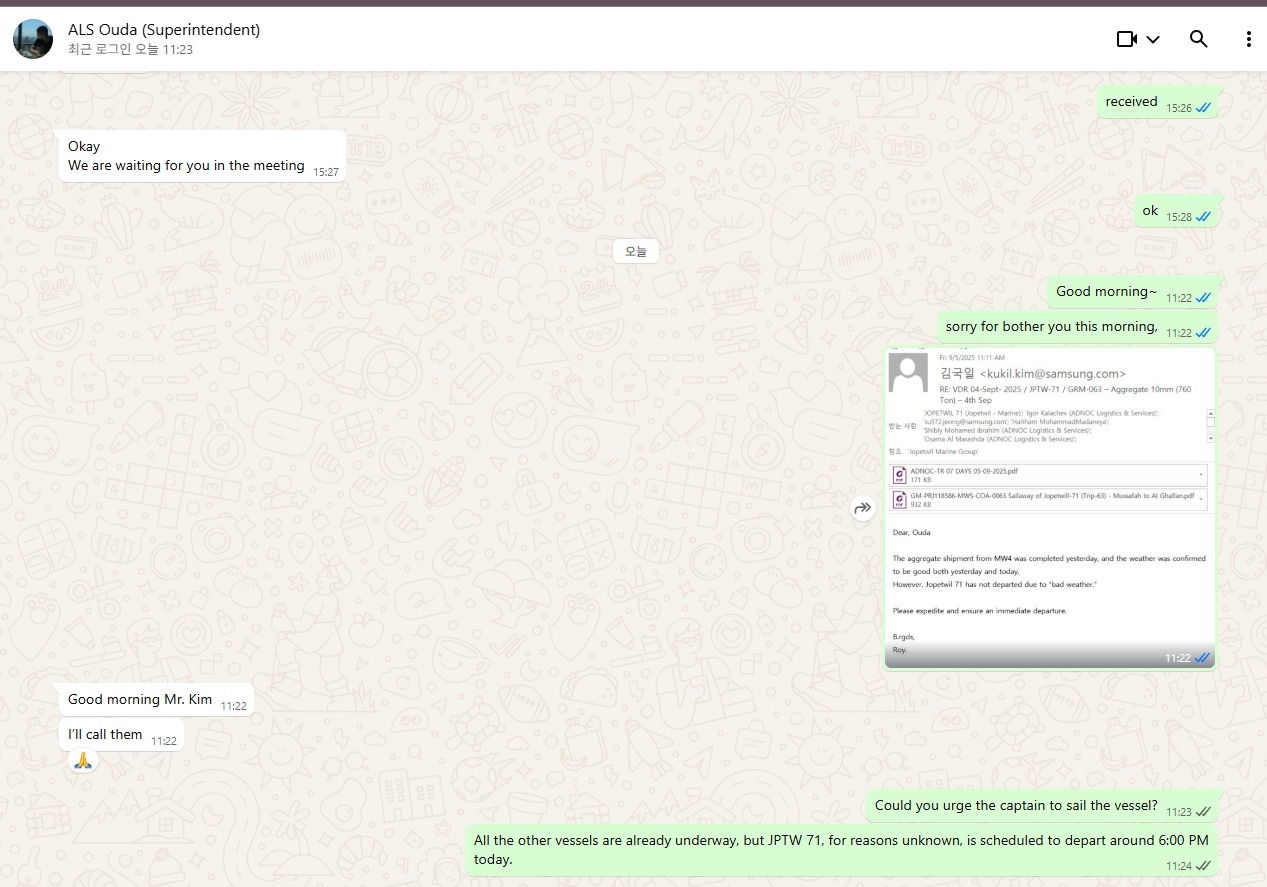 ALS Ouda (Superintendent)
최근 로그인 오늘 11:23
received 15:26
Okay
We are waiting for you in the meeting 15:27
ok 15:28
오늘
Good morning~ 11:22
sorry for bother you this morning, 11:22
Fri 9/5/2025 11:11 AM
김국일 <kukil.kim@samsung.com>
RE: VDR 04-Sept- 2025 / JPTW-71 / GRM-063 – Aggregate 10mm (760
Ton) – 4th Sep
받는 사람
'JOPETWIL 71 (Jopetwil - Marine)'; 'Igor Kalachev (ADNOC Logistics & Services)';
'su972.jeong@samsung.com'; 'Haitham MohammadMadaneya';
'Shibly Mohamed Ibrahim (ADNOC Logistics & Services)';
'Osama Al Marashda (ADNOC Logistics & Services)';
참조 'Jopetwil Marine Group'
ADNOC-TR 07 DAYS 05-09-2025.pdf
171 KB
GM-PRJ118586-MWS-COA-0063 Sailaway of Jopetwill-71 (Trip-63) - Mussafah to Al Ghallan.pdf
932 KB
Dear, Ouda
The aggregate shipment from MW4 was completed yesterday, and the weather was confirmed
to be good both yesterday and today.
However, Jopetwil 71 has not departed due to "bad weather."
Please expedite and ensure an immediate departure.
B.rgds,
Roy.
11:22
Good morning Mr. Kim 11:22
I'll call them 11:22
Could you urge the captain to sail the vessel? 11:23
All the other vessels are already underway, but JPTW 71, for reasons unknown, is scheduled to depart around 6:00 PM
today. 11:24